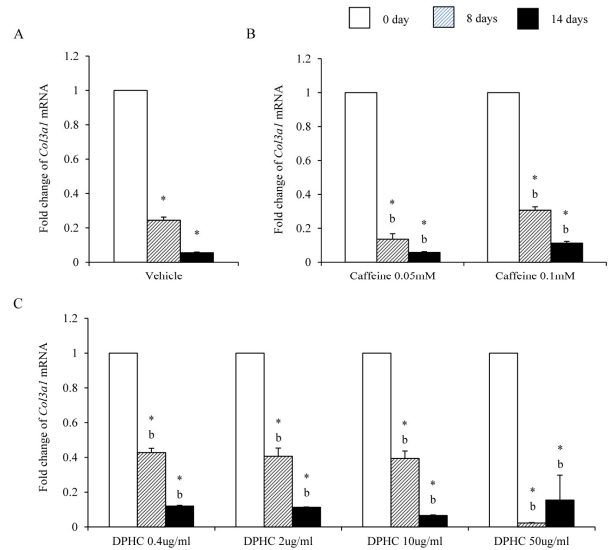 0 day 8 days 14 days
A
Fold change of Col3a1 mRNA
1.2
1
0.8
0.6
0.4
0.2
0
* *
Vehicle
B
Fold change of Col3a1 mRNA
1.2
1
0.8
0.6
0.4
0.2
0
* * * *
b b b b
Caffeine 0.05mM Caffeine 0.1mM
C
Fold change of Col3a1 mRNA
1.2
1
0.8
0.6
0.4
0.2
0
* * * * * * * *
b b b b b b b b
DPHC 0.4ug/ml DPHC 2ug/ml DPHC 10ug/ml DPHC 50ug/ml